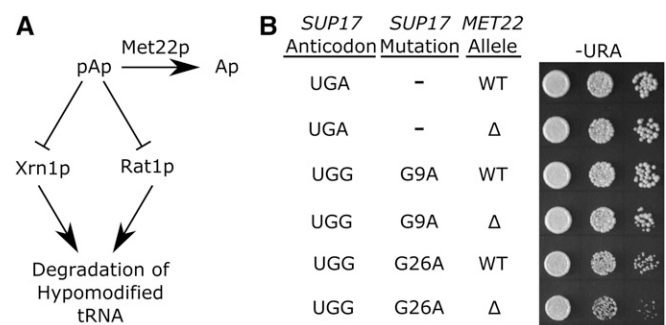 A
Met22p
pAp
Ap
Xrn1p
Rat1p
Degradation of
Hypomodified
tRNA
B
SUP17 SUP17 MET22
Anticodon Mutation Allele
-URA
UGA - WT
UGA - Δ
UGG G9A WT
UGG G9A Δ
UGG G26A WT
UGG G26A Δ